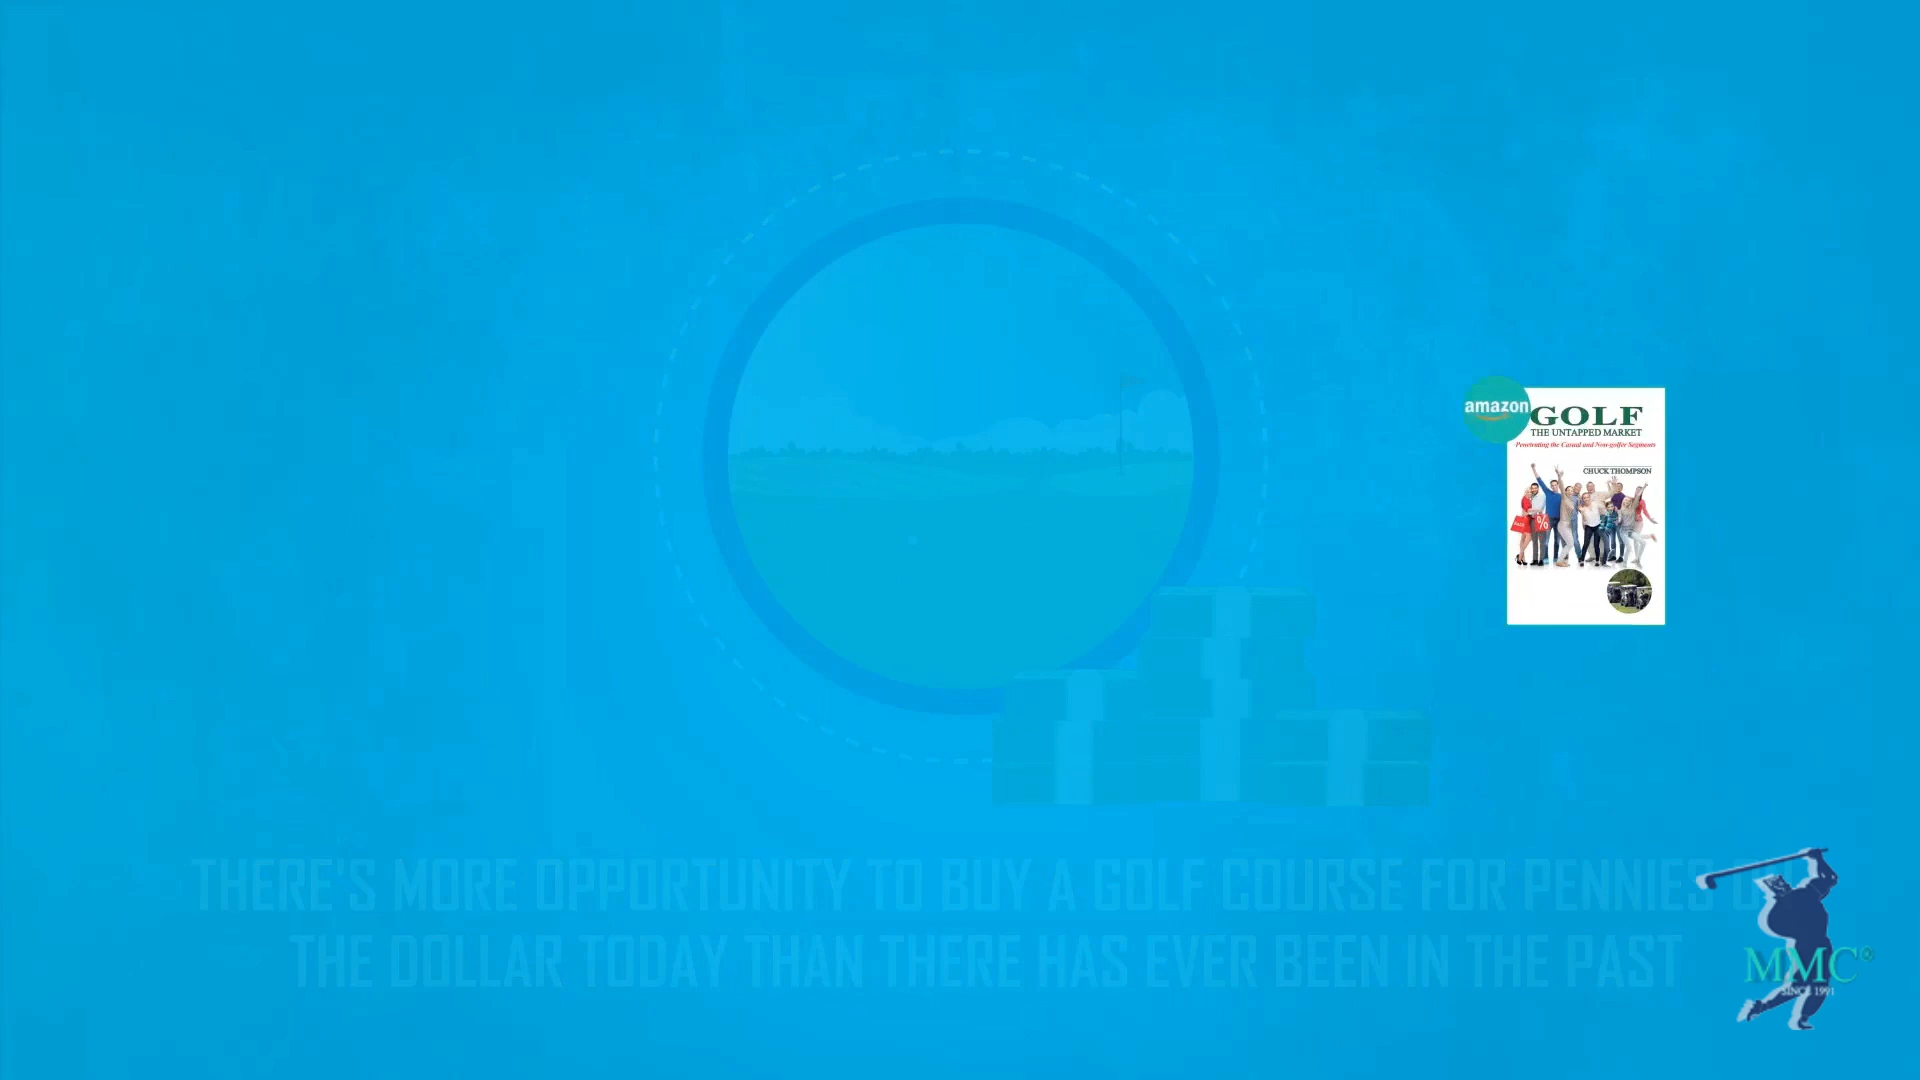 amazon
GOLF
THE UNTAPPED MARKET
Penetrating the Casual and Non-golfer Segments
CHUCK THOMPSON
%
THERE'S MORE OPPORTUNITY TO BUY A GOLF COURSE FOR PENNIES
THE DOLLAR TODAY THAN THERE HAS EVER BEEN IN THE PAST
MMC®
SINCE 1991